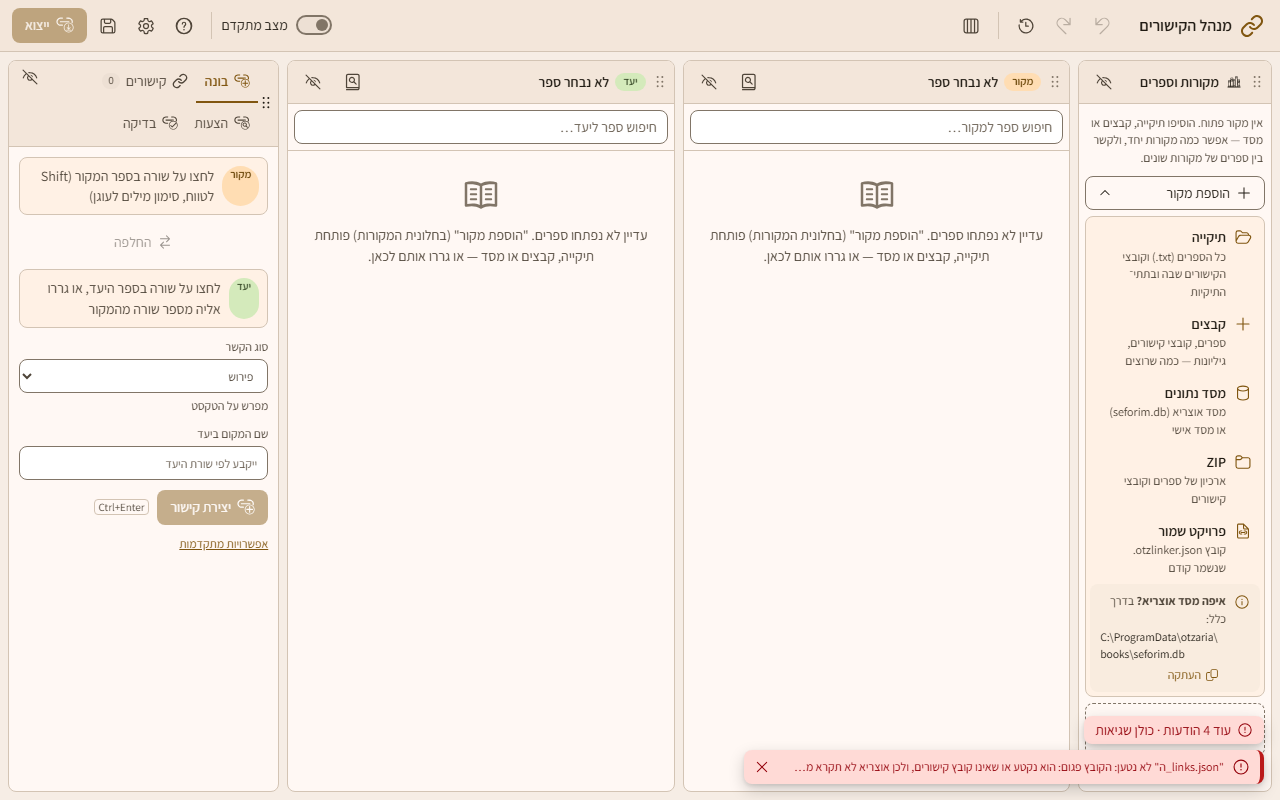 מנהל הקישורים
מצב מתקדם
ייצוא
מקורות וספרים
אין מקור פתוח. הוסיפו תיקייה, קבצים או
מסד — אפשר כמה מקורות יחד, ולקשר
בין ספרים של מקורות שונים.
הוספת מקור
תיקייה
כל הספרים (.txt) וקובצי
הקישורים שבה ובתתי־
התיקיות
קבצים
ספרים, קובצי קישורים,
גיליונות — כמה שרוצים
מסד נתונים
מסד אוצריא (seforim.db)
או מסד אישי
ZIP
ארכיון של ספרים וקובצי
קישורים
פרויקט שמור
קובץ .otzlinker.json
שנשמר קודם
איפה מסד אוצריא? בדרך
כלל:
C:\ProgramData\otzaria\
books\seforim.db
העתקה
עוד 4 הודעות · כולן שגיאות
"ה_links.json" לא נטען: הקובץ פגום: הוא נקטע או שאינו קובץ קישורים, ולכן אוצריא לא תקרא מ...
מקור
לא נבחר ספר
חיפוש ספר למקור...
עדיין לא נפתחו ספרים. "הוספת מקור" (בחלונית המקורות) פותחת
תיקייה, קבצים או מסד — או גררו אותם לכאן.
יעד
לא נבחר ספר
חיפוש ספר ליעד...
עדיין לא נפתחו ספרים. "הוספת מקור" (בחלונית המקורות) פותחת
תיקייה, קבצים או מסד — או גררו אותם לכאן.
בונה
קישורים 0
הצעות
בדיקה
מקור
לחצו על שורה בספר המקור (Shift
לטווח, סימון מילים לעוגן)
החלפה
יעד
לחצו על שורה בספר היעד, או גררו
אליה מספר שורה מהמקור
סוג הקשר
פירוש
מפרש על הטקסט
שם המקום ביעד
ייקבע לפי שורת היעד
יצירת קישור
Ctrl+Enter
אפשרויות מתקדמות